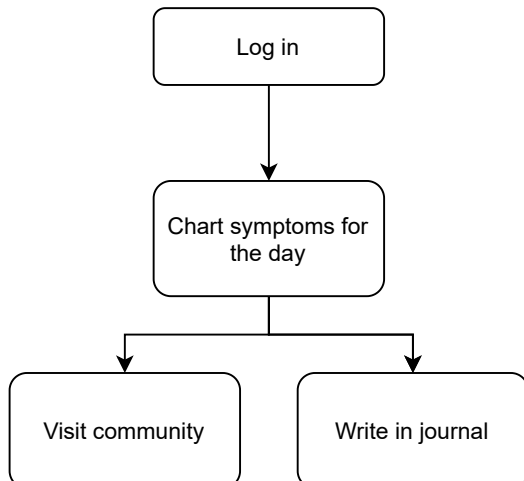 Log in
Chart symptoms for
the day
Visit community
Write in journal